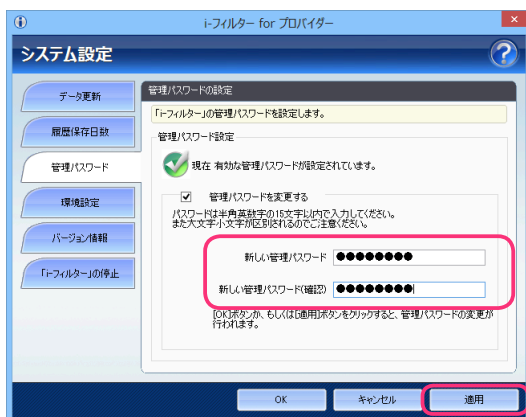 i-フィルター for プロバイダー
システム設定
データ更新
履歴保存日数
管理パスワード
環境設定
バージョン情報
「i-フィルター」の停止
管理パスワードの設定
「i-フィルター」の管理パスワードを設定します。
管理パスワード設定
現在 有効な管理パスワードが設定されています。
管理パスワードを変更する
パスワードは半角英数字の15文字以内で入力してください。
また大文字小文字が区別されるのでご注意ください。
新しい管理パスワード ●●●●●●●●
新しい管理パスワード(確認) ●●●●●●●●
[OK]ボタンか、もしくは[適用]ボタンをクリックすると、管理パスワードの変更が
行われます。
OK キャンセル 適用